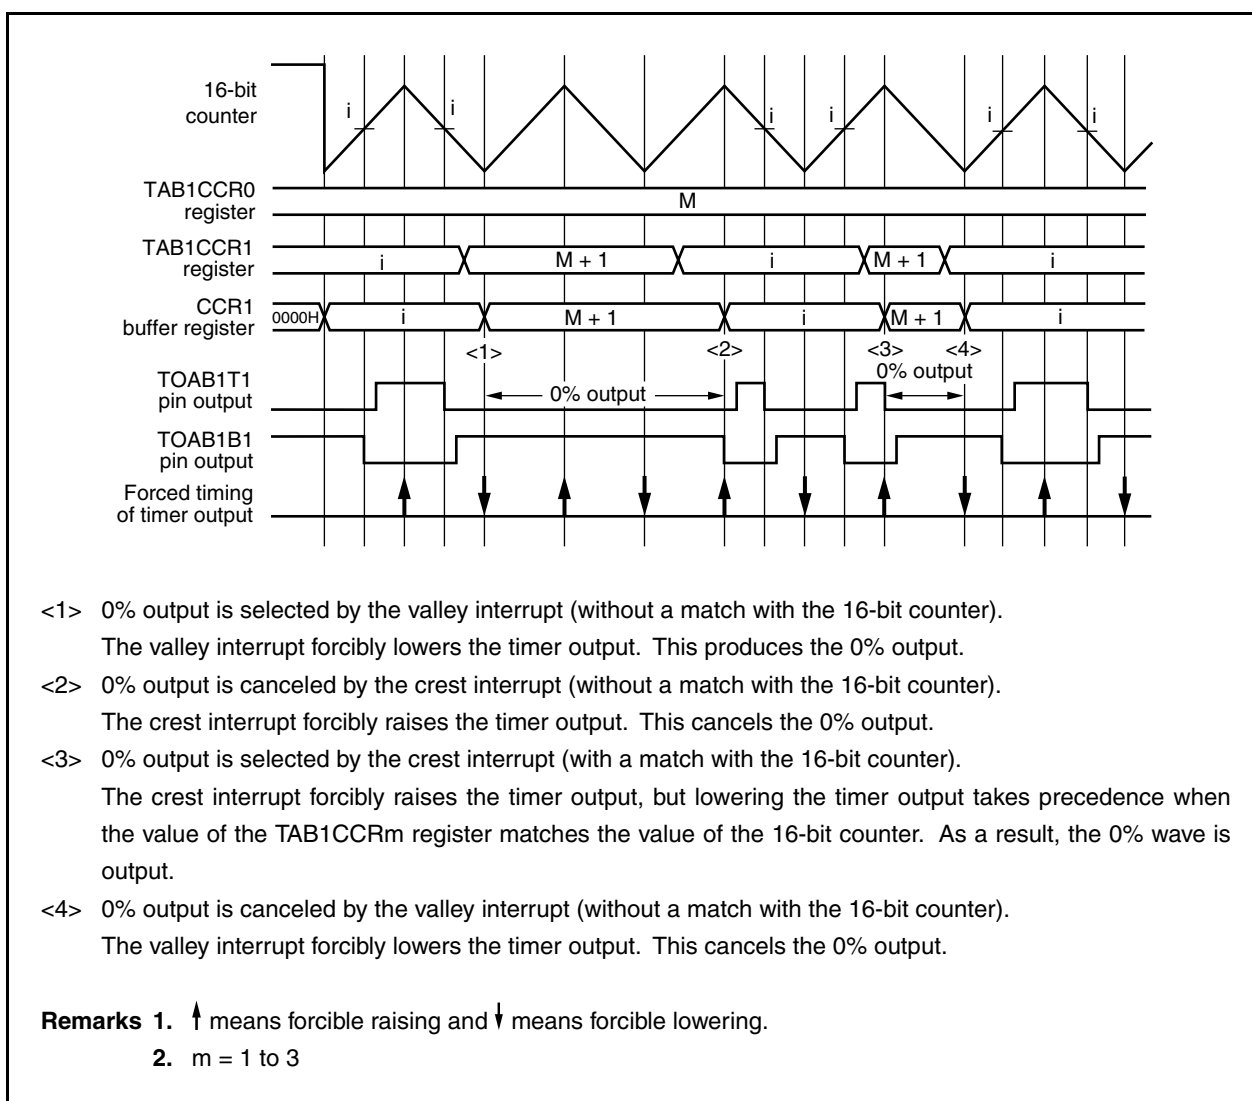 16-bit
counter
i i i i i i
TAB1CCR0
register
M
TAB1CCR1
register
i M + 1 i M + 1 i
CCR1
buffer register
0000H i M + 1 i M + 1 i
<1> <2> <3> <4>
TOAB1T1
pin output
0% output 0% output
TOAB1B1
pin output
Forced timing
of timer output
<1> 0% output is selected by the valley interrupt (without a match with the 16-bit counter).
The valley interrupt forcibly lowers the timer output. This produces the 0% output.
<2> 0% output is canceled by the crest interrupt (without a match with the 16-bit counter).
The crest interrupt forcibly raises the timer output. This cancels the 0% output.
<3> 0% output is selected by the crest interrupt (with a match with the 16-bit counter).
The crest interrupt forcibly raises the timer output, but lowering the timer output takes precedence when
the value of the TAB1CCRm register matches the value of the 16-bit counter. As a result, the 0% wave is
output.
<4> 0% output is canceled by the valley interrupt (without a match with the 16-bit counter).
The valley interrupt forcibly lowers the timer output. This cancels the 0% output.
Remarks 1. ↑ means forcible raising and ↓ means forcible lowering.
2. m = 1 to 3